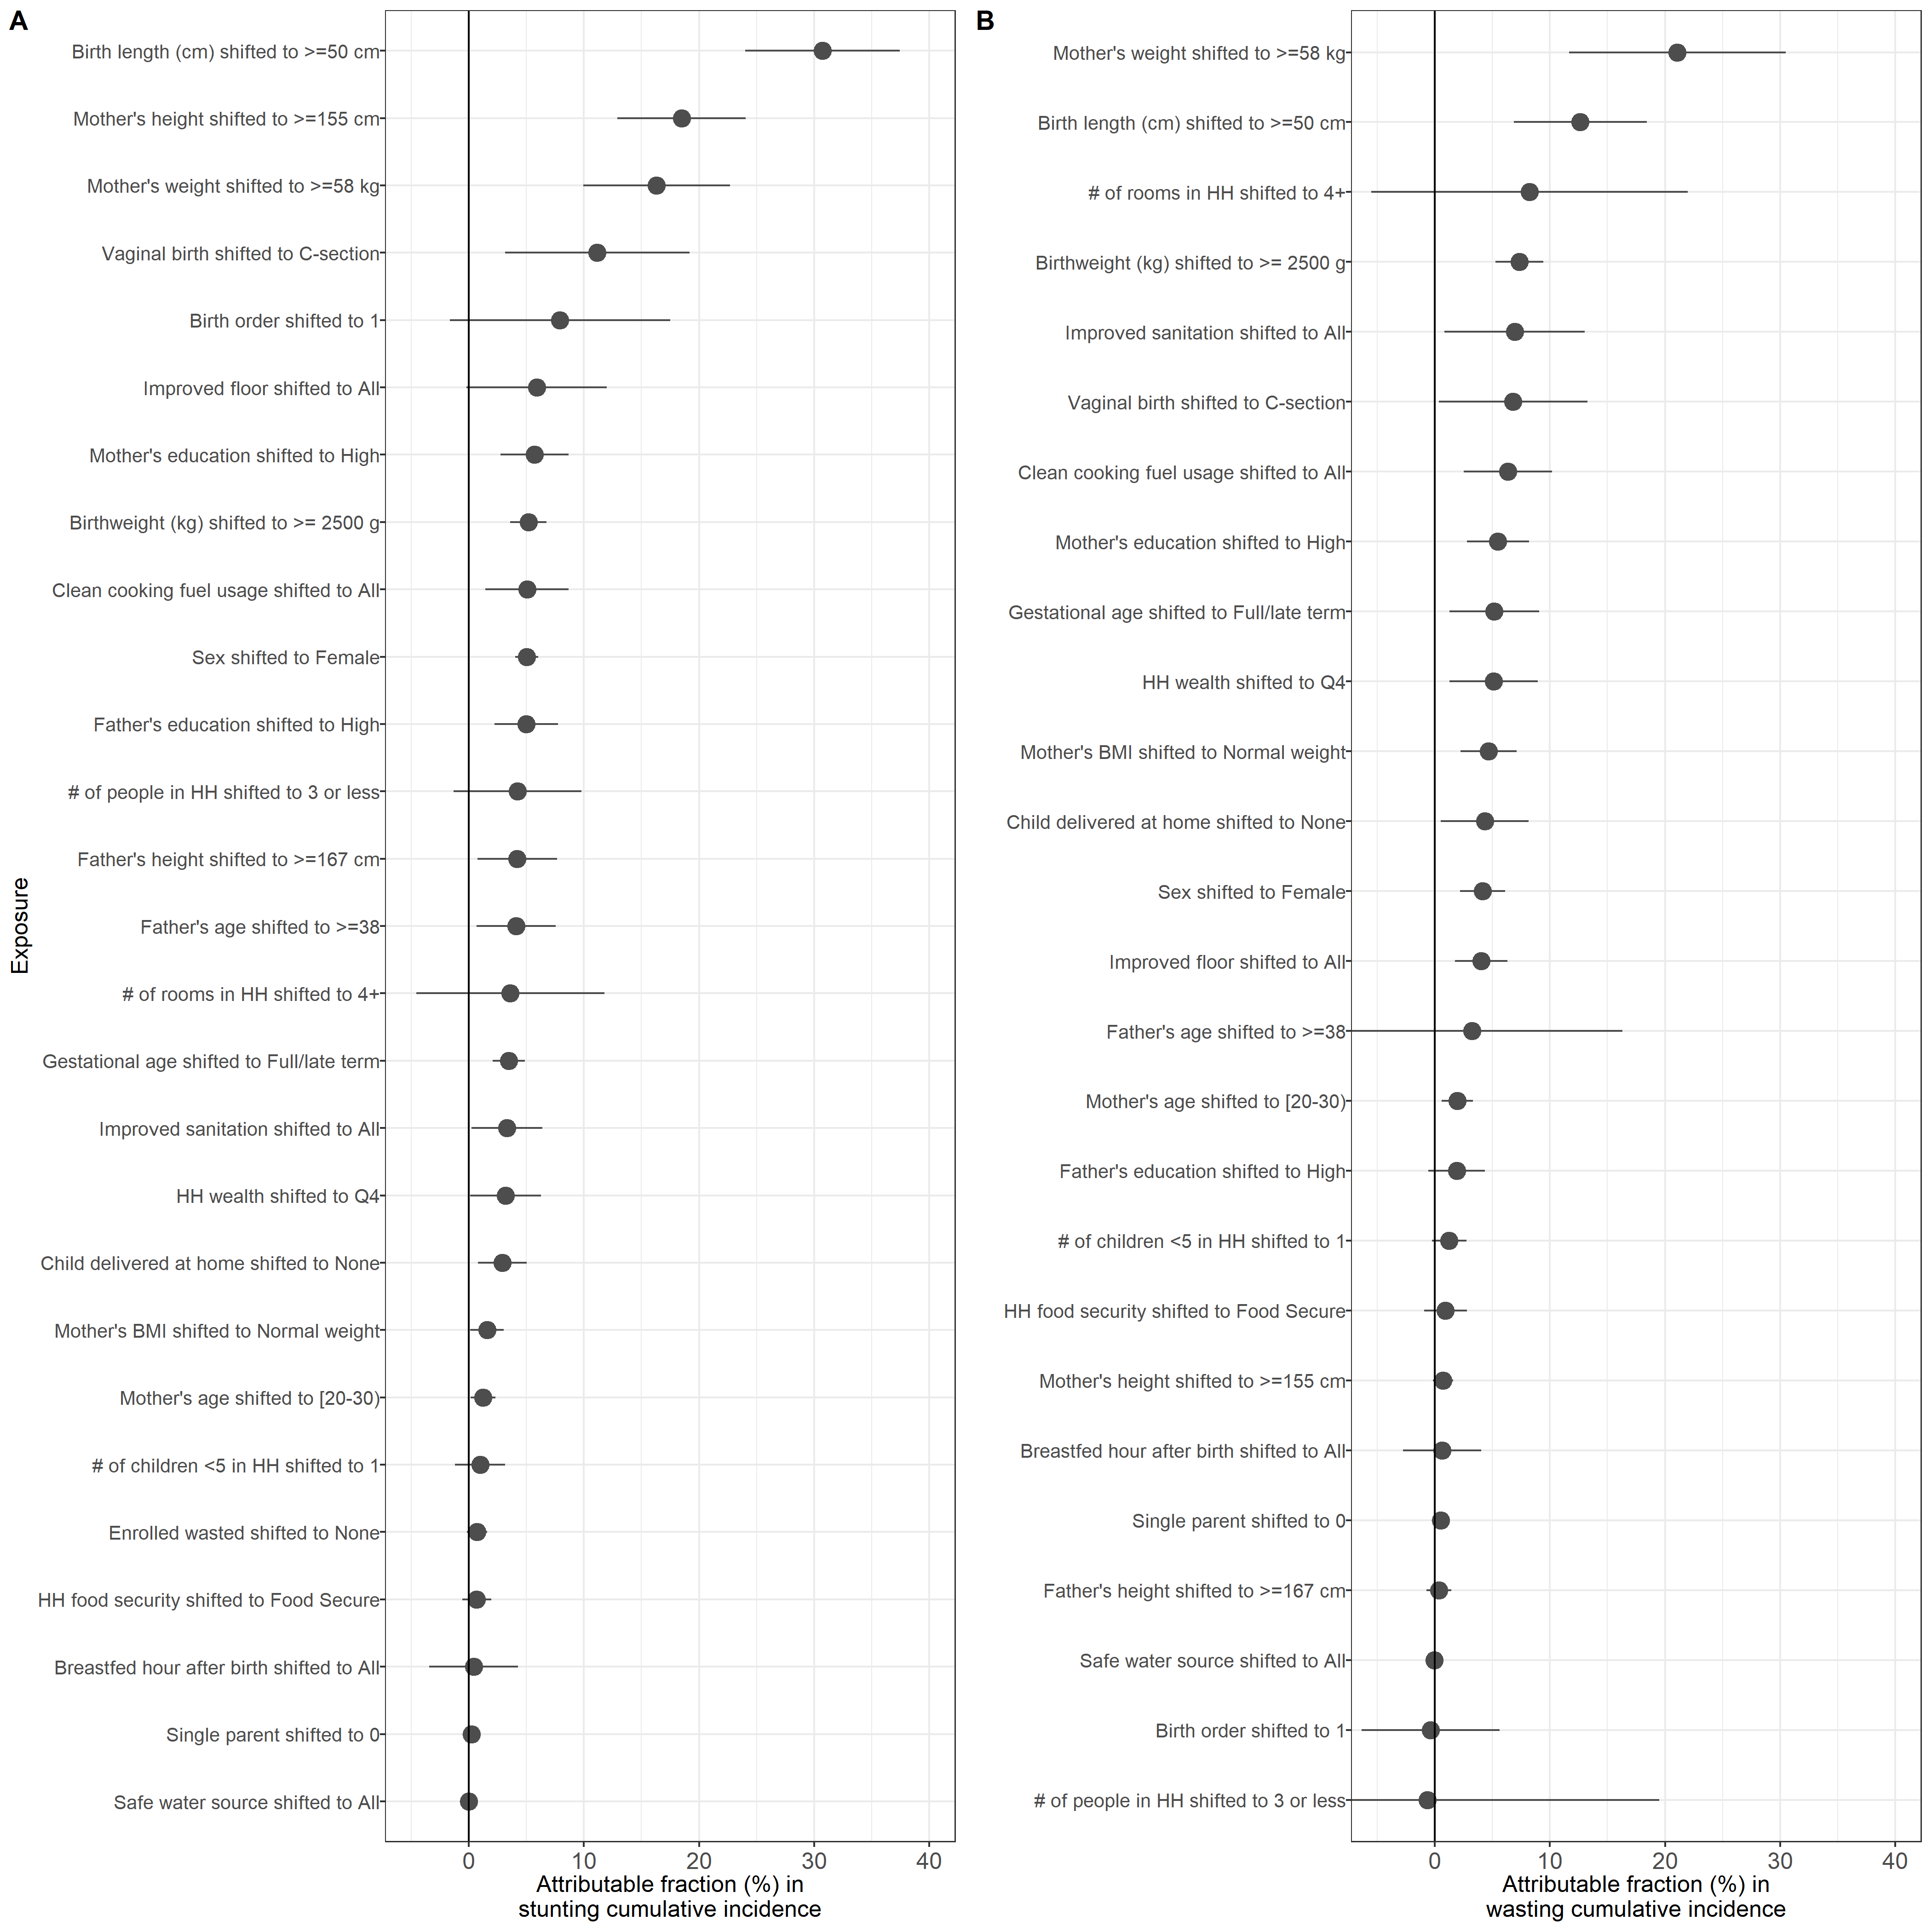 A
Birth length (cm) shifted to >=50 cm
Mother's height shifted to >=155 cm
Mother's weight shifted to >=58 kg
Vaginal birth shifted to C-section
Birth order shifted to 1
Improved floor shifted to All
Mother's education shifted to High
Birthweight (kg) shifted to >= 2500 g
Clean cooking fuel usage shifted to All
Sex shifted to Female
Father's education shifted to High
# of people in HH shifted to 3 or less
Father's height shifted to >=167 cm
Father's age shifted to >=38
# of rooms in HH shifted to 4+
Gestational age shifted to Full/late term
Improved sanitation shifted to All
HH wealth shifted to Q4
Child delivered at home shifted to None
Mother's BMI shifted to Normal weight
Mother's age shifted to [20-30)
# of children <5 in HH shifted to 1
Enrolled wasted shifted to None
HH food security shifted to Food Secure
Breastfed hour after birth shifted to All
Single parent shifted to 0
Safe water source shifted to All
Exposure
0 10 20 30 40
Attributable fraction (%) in
stunting cumulative incidence
B
Mother's weight shifted to >=58 kg
Birth length (cm) shifted to >=50 cm
# of rooms in HH shifted to 4+
Birthweight (kg) shifted to >= 2500 g
Improved sanitation shifted to All
Vaginal birth shifted to C-section
Clean cooking fuel usage shifted to All
Mother's education shifted to High
Gestational age shifted to Full/late term
HH wealth shifted to Q4
Mother's BMI shifted to Normal weight
Child delivered at home shifted to None
Sex shifted to Female
Improved floor shifted to All
Father's age shifted to >=38
Mother's age shifted to [20-30)
Father's education shifted to High
# of children <5 in HH shifted to 1
HH food security shifted to Food Secure
Mother's height shifted to >=155 cm
Breastfed hour after birth shifted to All
Single parent shifted to 0
Father's height shifted to >=167 cm
Safe water source shifted to All
Birth order shifted to 1
# of people in HH shifted to 3 or less
0 10 20 30 40
Attributable fraction (%) in
wasting cumulative incidence